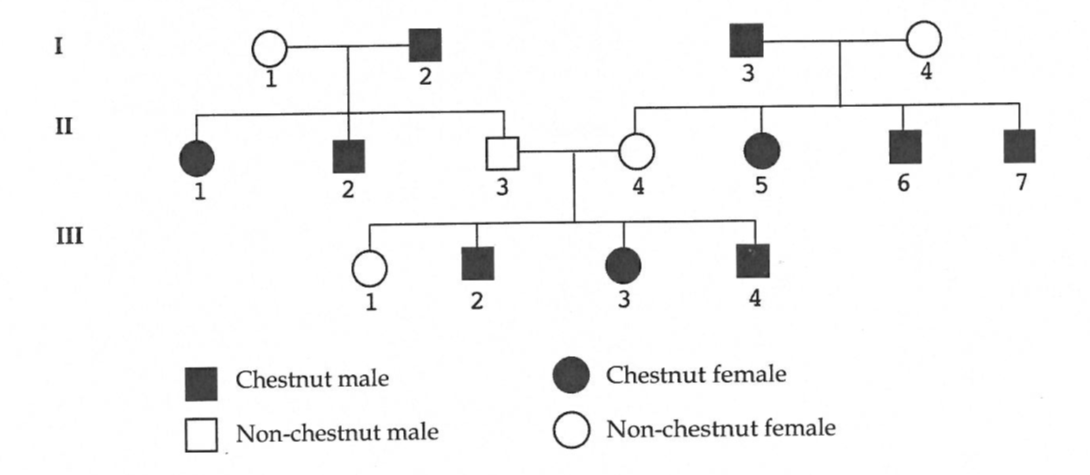 I
1 2 3 4
II
1 2 3 4 5 6 7
III
1 2 3 4
Chestnut male Chestnut female
Non-chestnut male Non-chestnut female